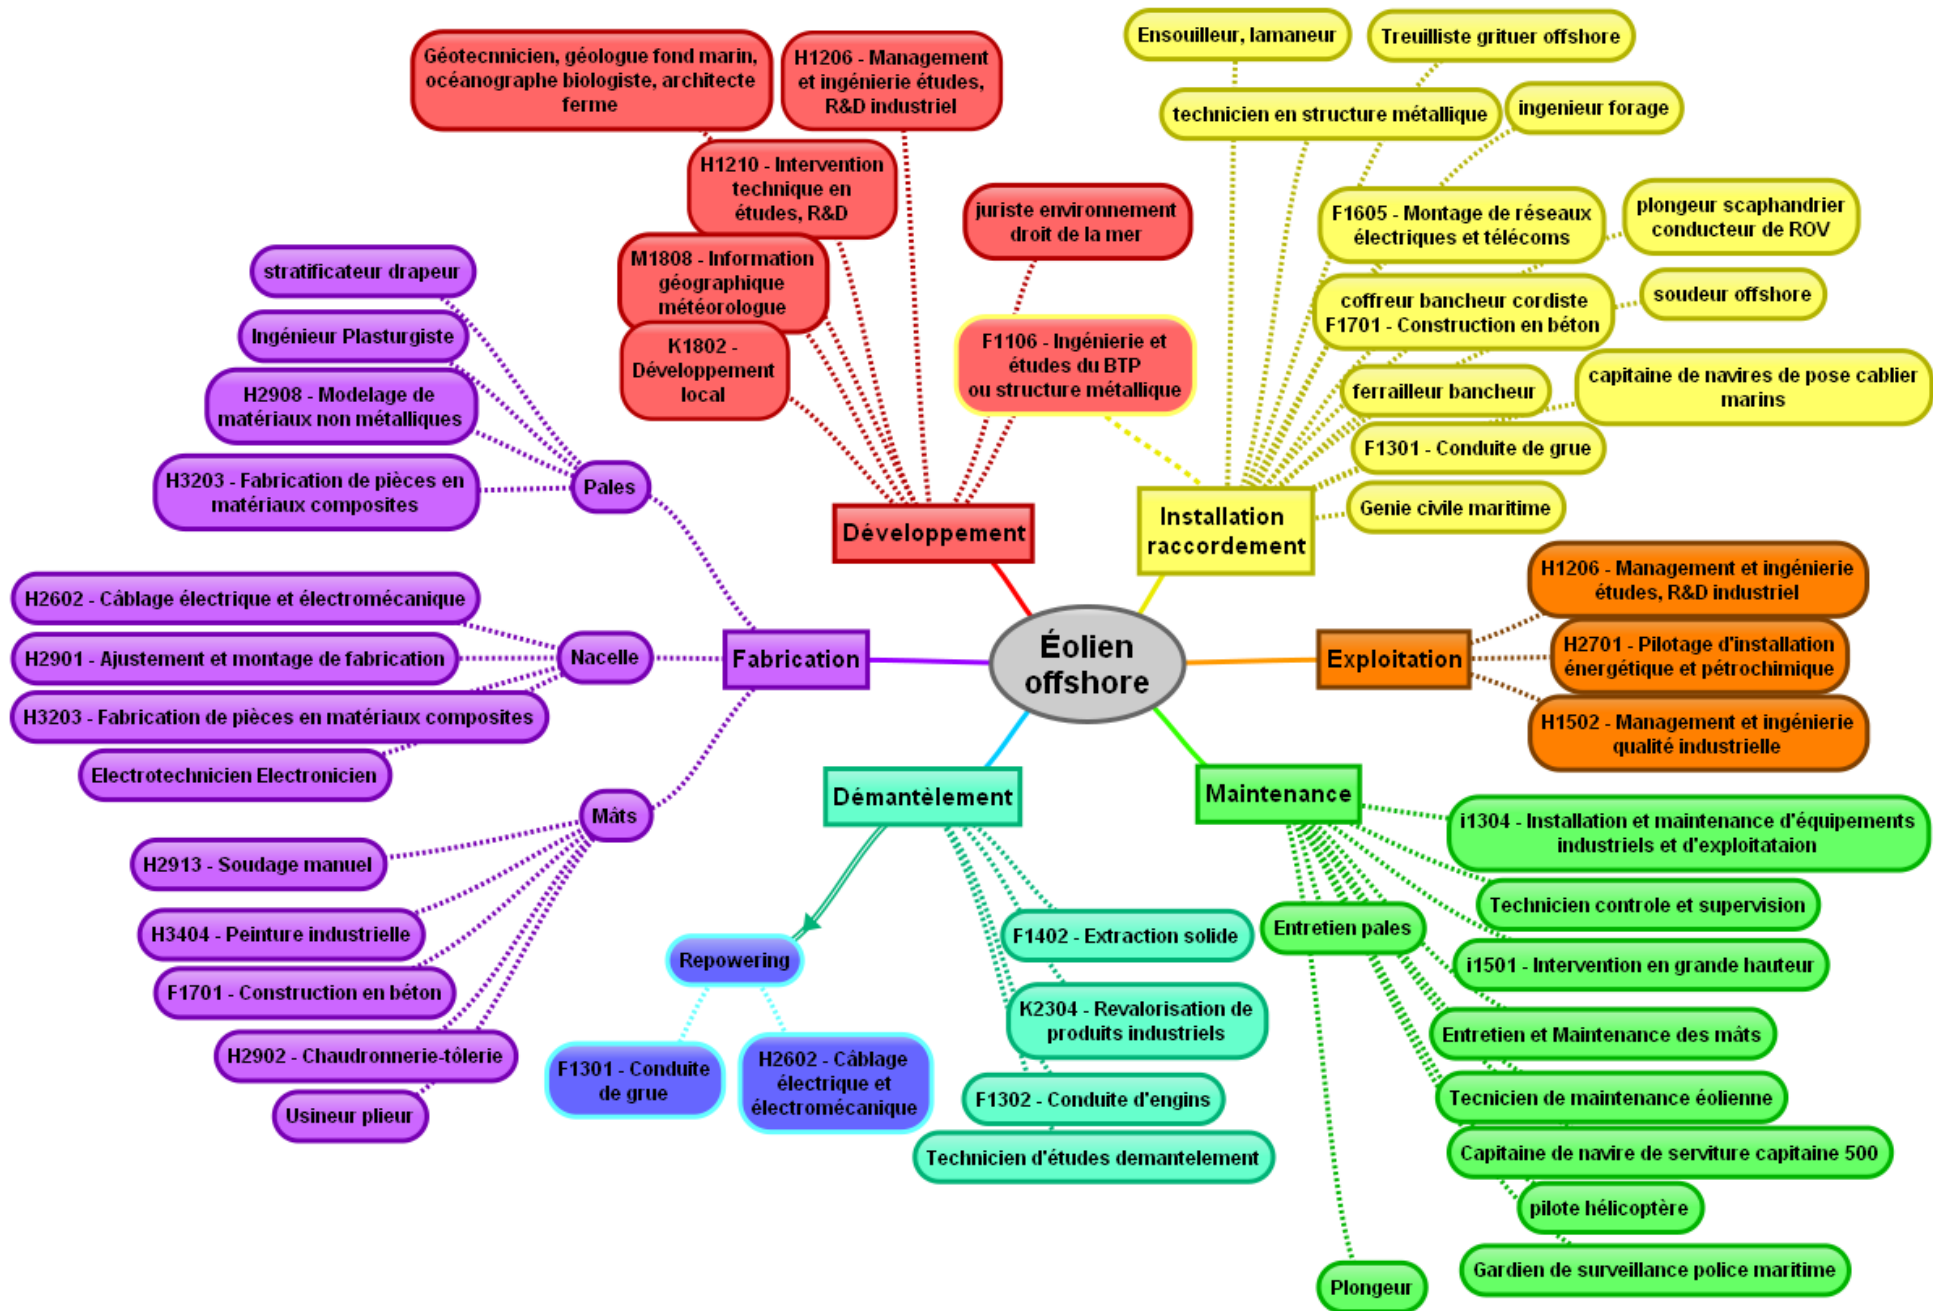 Éolien
offshore
Développement
Géotecnnicien, géologue fond marin,
océanographe biologiste, architecte
ferme
H1206 - Management
et ingénierie études,
R&D industriel
H1210 - Intervention
technique en
études, R&D
M1808 - Information
géographique
météorologue
K1802 -
Développement
local
juriste environnement
droit de la mer
F1106 - Ingénierie et
études du BTP
ou structure métallique
Installation
raccordement
Ensouilleur, lamaneur
Treuilliste grituer offshore
technicien en structure métallique
ingenieur forage
F1605 - Montage de réseaux
électriques et télécoms
plongeur scaphandrier
conducteur de ROV
coffreur bancheur cordiste
F1701 - Construction en béton
soudeur offshore
ferrailleur bancheur
capitaine de navires de pose cablier
marins
F1301 - Conduite de grue
Genie civile maritime
Exploitation
H1206 - Management et ingénierie
études, R&D industriel
H2701 - Pilotage d'installation
énergétique et pétrochimique
H1502 - Management et ingénierie
qualité industrielle
Maintenance
i1304 - Installation et maintenance d'équipements
industriels et d'exploitataion
Technicien controle et supervision
Entretien pales
i1501 - Intervention en grande hauteur
Entretien et Maintenance des mâts
Tecnicien de maintenance éolienne
Capitaine de navire de serviture capitaine 500
pilote hélicoptère
Gardien de surveillance police maritime
Plongeur
Démantèlement
F1402 - Extraction solide
K2304 - Revalorisation de
produits industriels
F1302 - Conduite d'engins
Technicien d'études demantelement
Repowering
F1301 - Conduite
de grue
H2602 - Câblage
électrique et
électromécanique
Fabrication
Pales
stratificateur drapeur
Ingénieur Plasturgiste
H2908 - Modelage de
matériaux non métalliques
H3203 - Fabrication de pièces en
matériaux composites
Nacelle
H2602 - Câblage électrique et électromécanique
H2901 - Ajustement et montage de fabrication
H3203 - Fabrication de pièces en matériaux composites
Electrotechnicien Electronicien
Mâts
H2913 - Soudage manuel
H3404 - Peinture industrielle
F1701 - Construction en béton
H2902 - Chaudronnerie-tôlerie
Usineur plieur